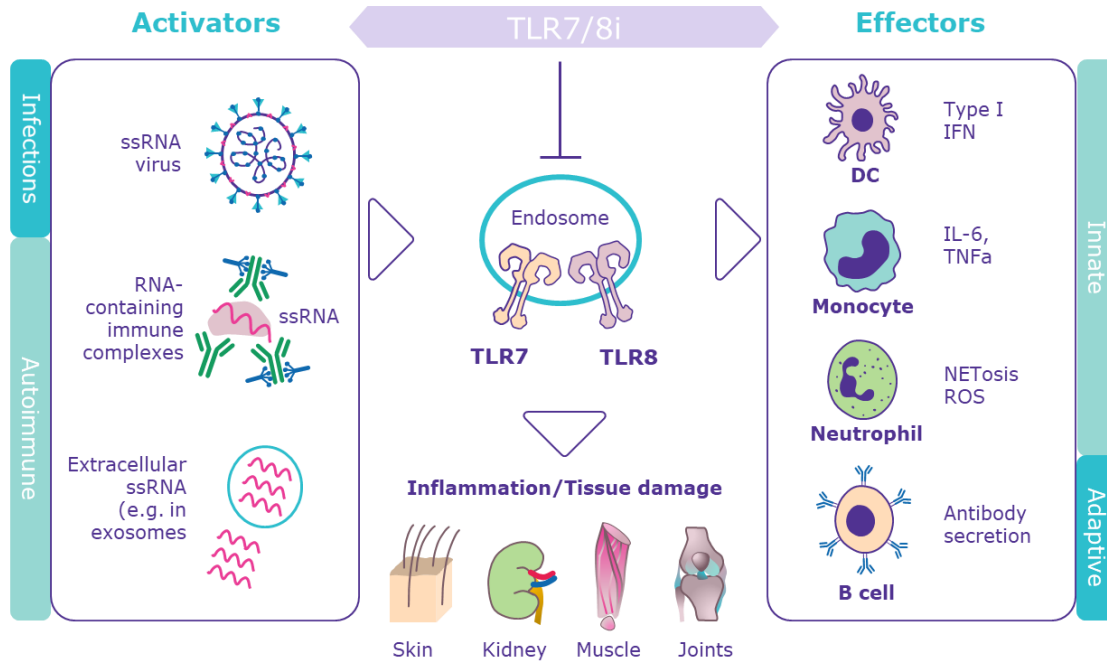 Activators
TLR7/8i
Effectors
Infections
Autoimmune
ssRNA
virus
RNA-
containing
immune
complexes
ssRNA
Extracellular
ssRNA
(e.g. in
exosomes
Endosome
TLR7
TLR8
Inflammation/Tissue damage
Skin
Kidney
Muscle
Joints
DC
Type I
IFN
Monocyte
IL-6,
TNFa
Neutrophil
NETosis
ROS
B cell
Antibody
secretion
Innate
Adaptive